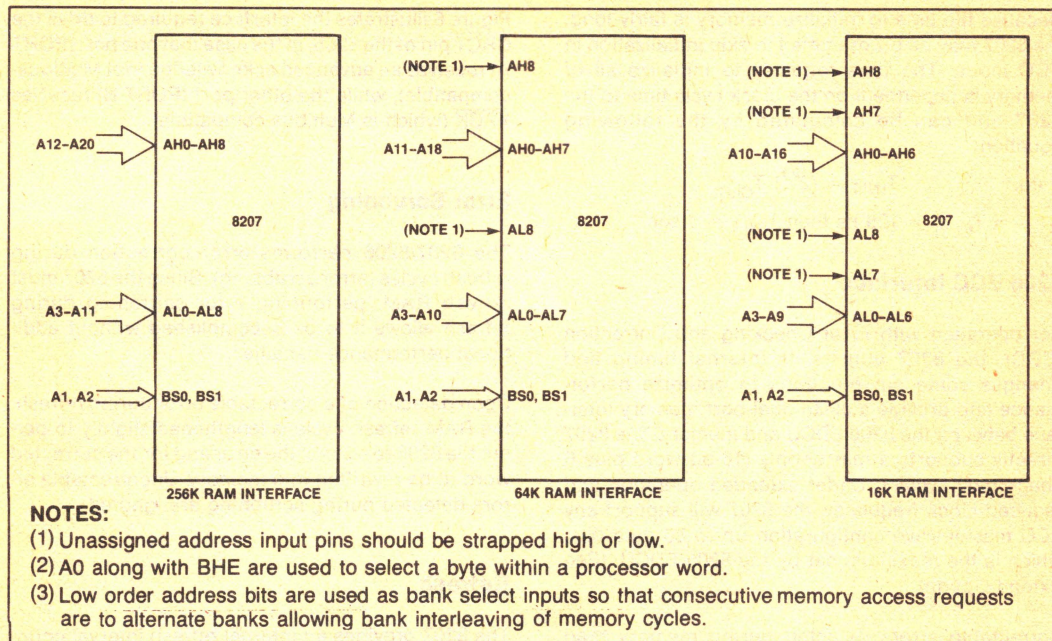 (NOTE 1) AH8
A12–A20 AH0–AH8
8207
A3–A11 AL0–AL8
A1, A2 BS0, BS1
256K RAM INTERFACE
(NOTE 1) AH8
A11–A18 AH0–AH7
8207
(NOTE 1) AL8
A3–A10 AL0–AL7
A1, A2 BS0, BS1
64K RAM INTERFACE
(NOTE 1) AH8
(NOTE 1) AH7
A10–A16 AH0–AH6
8207
(NOTE 1) AL8
(NOTE 1) AL7
A3–A9 AL0–AL6
A1, A2 BS0, BS1
16K RAM INTERFACE
NOTES:
(1) Unassigned address input pins should be strapped high or low.
(2) A0 along with BHE are used to select a byte within a processor word.
(3) Low order address bits are used as bank select inputs so that consecutive memory access requests
are to alternate banks allowing bank interleaving of memory cycles.